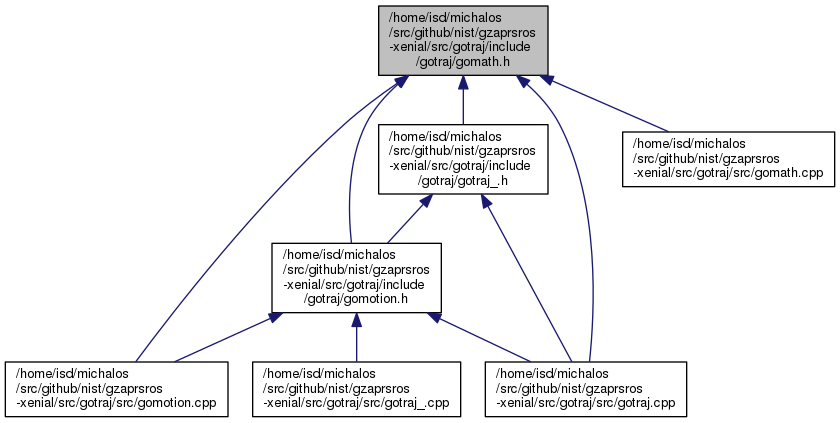 /home/isd/michalos
/src/github/nist/gzaprsros
-xenial/src/gotraj/include
/gotraj/gomath.h
/home/isd/michalos
/src/github/nist/gzaprsros
-xenial/src/gotraj/include
/gotraj/gotraj_.h
/home/isd/michalos
/src/github/nist/gzaprsros
-xenial/src/gotraj/src/gomath.cpp
/home/isd/michalos
/src/github/nist/gzaprsros
-xenial/src/gotraj/include
/gotraj/gomotion.h
/home/isd/michalos
/src/github/nist/gzaprsros
-xenial/src/gotraj/src/gomotion.cpp
/home/isd/michalos
/src/github/nist/gzaprsros
-xenial/src/gotraj/src/gotraj_.cpp
/home/isd/michalos
/src/github/nist/gzaprsros
-xenial/src/gotraj/src/gotraj.cpp